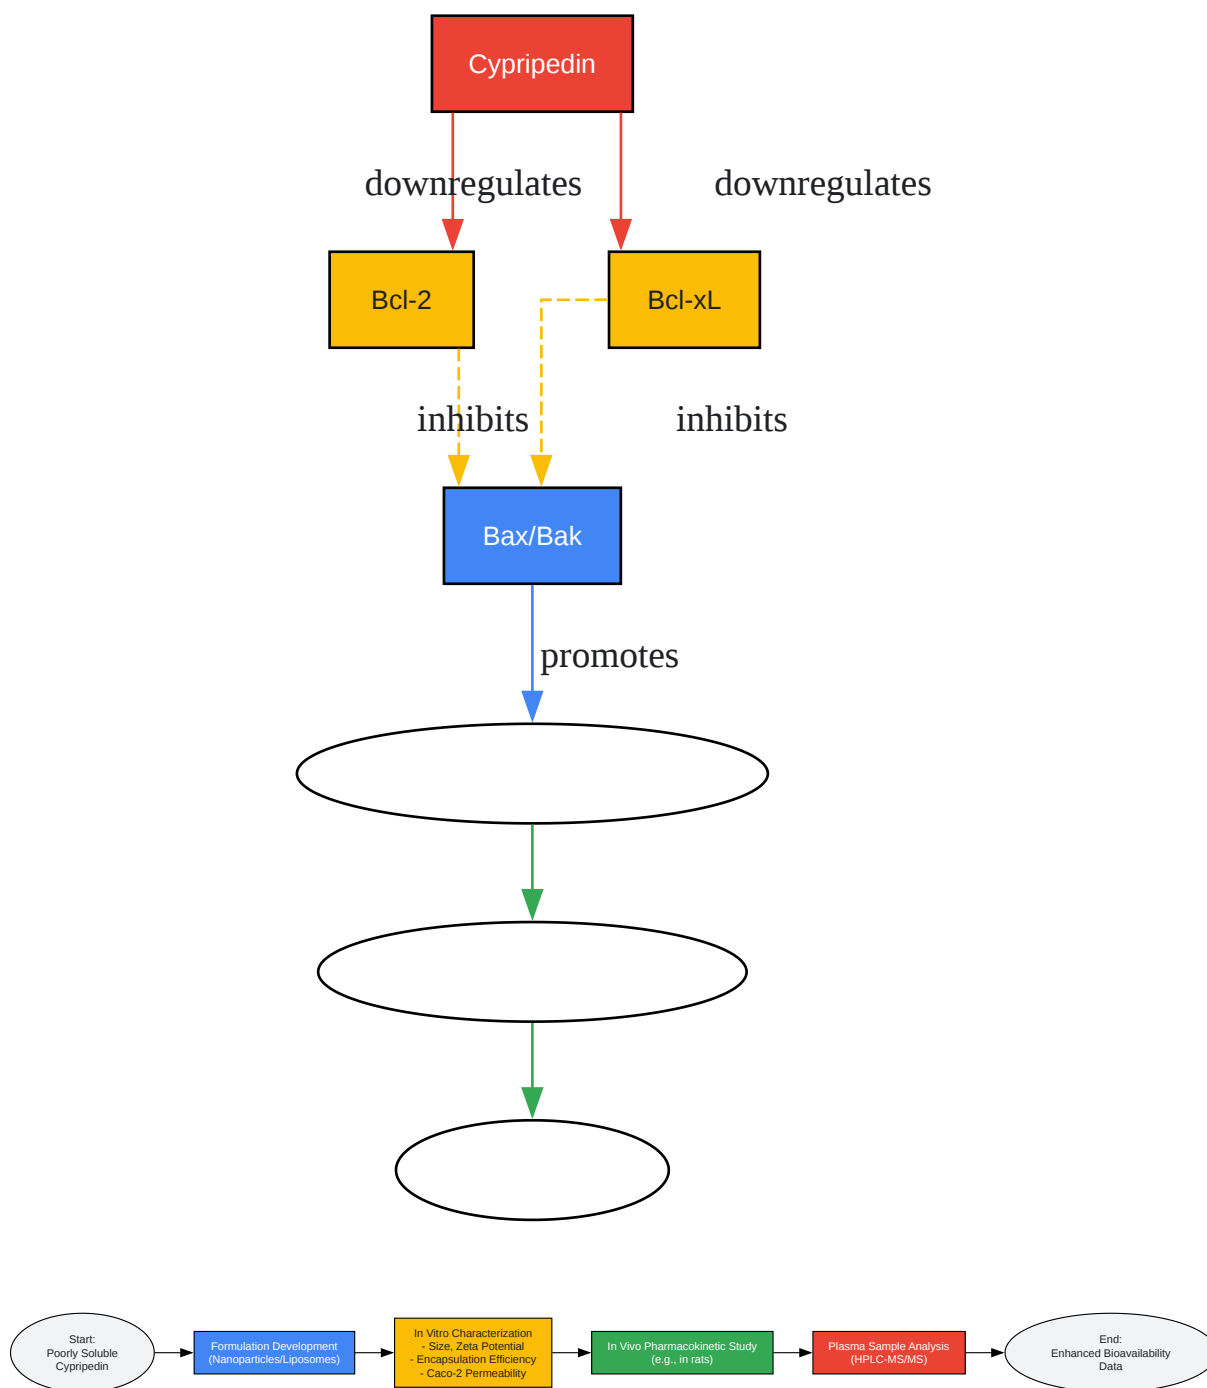 Cypripedin
downregulates
downregulates
Bcl-2
Bcl-xL
inhibits
inhibits
Bax/Bak
promotes
Start:
Poorly Soluble
Cypripedin
Formulation Development
(Nanoparticles/Liposomes)
In Vitro Characterization
- Size, Zeta Potential
- Encapsulation Efficiency
- Caco-2 Permeability
In Vivo Pharmacokinetic Study
(e.g., in rats)
Plasma Sample Analysis
(HPLC-MS/MS)
End:
Enhanced Bioavailability
Data